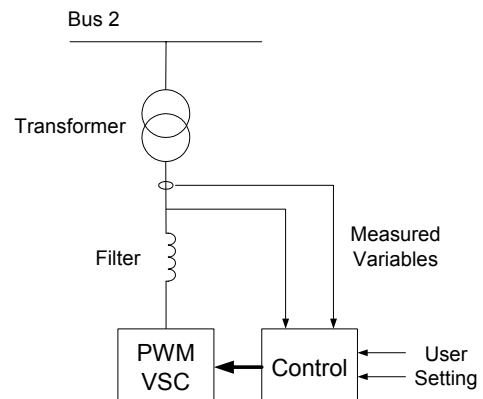 Bus 2
Transformer
Measured
Variables
Filter
PWM
VSC
Control
User
Setting